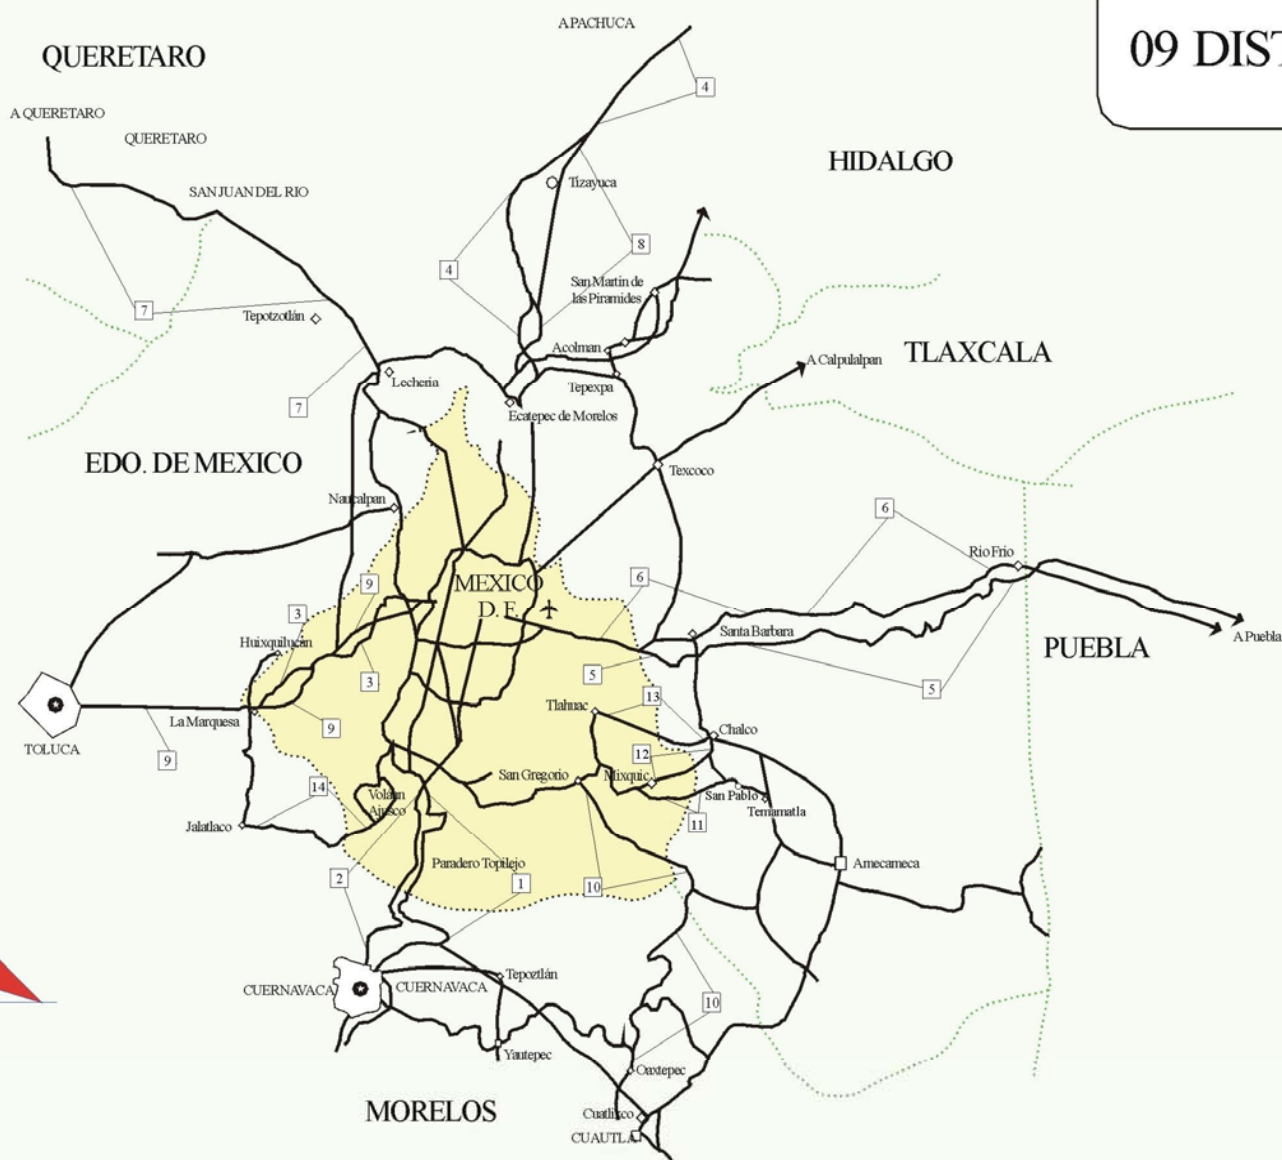 A PACHUCA
09 DIST
QUERETARO
4
A QUERETARO
QUERETARO
HIDALGO
SAN JUAN DEL RIO
Tizayuca
8
4
San Martin de
las Piramides
7
Tepotzotlán
Acolman
TLAXCALA
A Calpulalpan
Lecheria
Tepexpa
7
Ecatepec de Morelos
EDO. DE MEXICO
Texcoco
Naucalpan
6
Rio Frio
MEXICO
D. F.
9
6
3
Santa Barbara
A Puebla
Huixquilucan
PUEBLA
3
5
5
13
Tlahuac
La Marquesa
9
Chalco
TOLUCA
9
12
San Gregorio
Mixquic
14
Volán
Ajusco
San Pablo
Temamatla
Jalatlaco
11
Paradero Topilejo
Amecameca
2
1
10
Tepoztlán
CUERNAVACA
CUERNAVACA
10
Yautepec
Oaxtepec
MORELOS
Cuatlixco
CUAUTLA